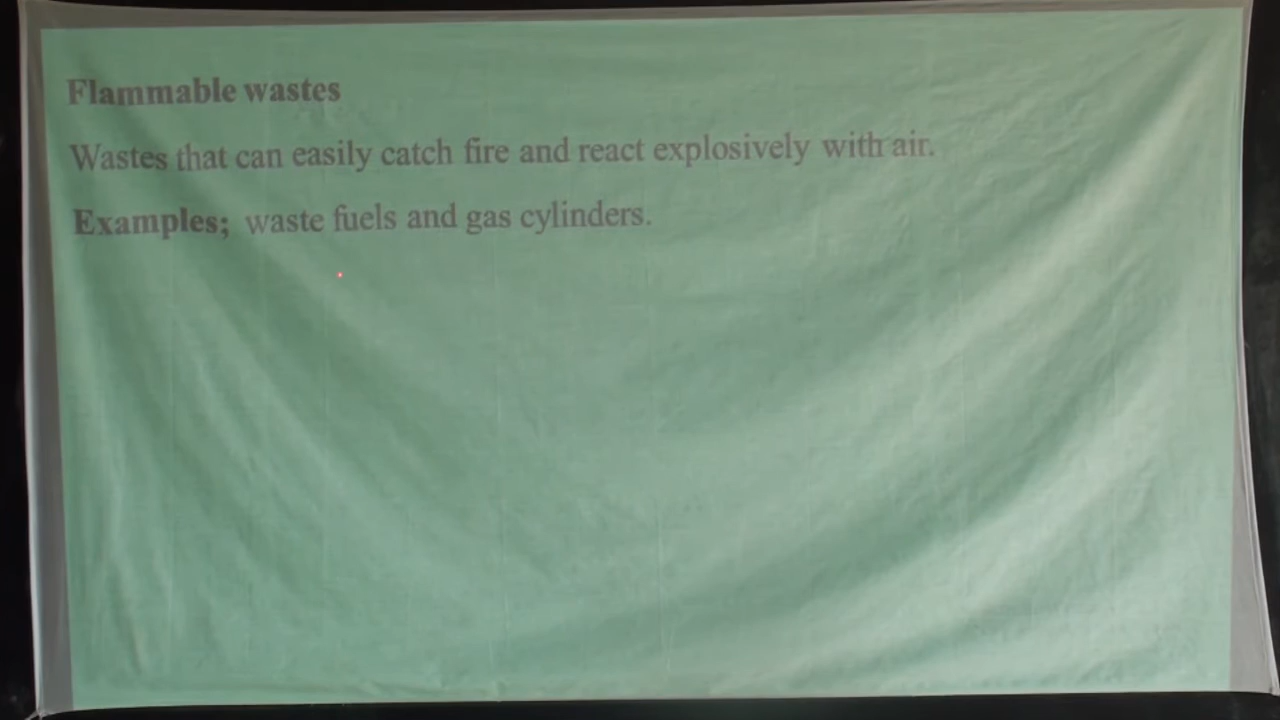 Flammable wastes
Wastes that can easily catch fire and react explosively with air.
Examples; waste fuels and gas cylinders.